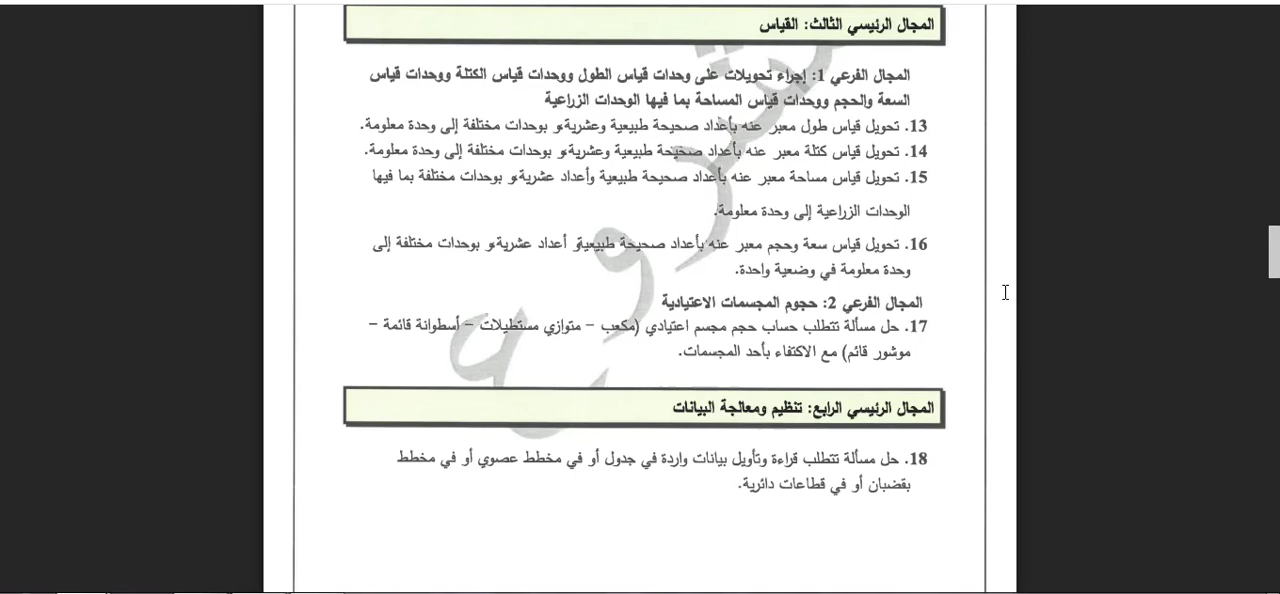 المجال الرئيسي الثالث: القياس
المجال الفرعي 1: إجراء تحويلات على وحدات قياس الطول ووحدات قياس الكتلة ووحدات قياس
السعة والحجم ووحدات قياس المساحة بما فيها الوحدات الزراعية
13. تحويل قياس طول معبر عنه بأعداد صحيحة طبيعية وعشرية و بوحدات مختلفة إلى وحدة معلومة.
14. تحويل قياس كتلة معبر عنه بأعداد صحيحة طبيعية وعشرية و بوحدات مختلفة إلى وحدة معلومة.
15. تحويل قياس مساحة معبر عنه بأعداد صحيحة طبيعية وأعداد عشرية و بوحدات مختلفة بما فيها
الوحدات الزراعية إلى وحدة معلومة.
16. تحويل قياس سعة وحجم معبر عنه بأعداد صحيحة طبيعية و أعداد عشرية و بوحدات مختلفة إلى
وحدة معلومة في وضعية واحدة.
المجال الفرعي 2: حجوم المجسمات الاعتيادية
17. حل مسألة تتطلب حساب حجم مجسم اعتيادي (مكعب – متوازي مستطيلات – أسطوانة قائمة –
موشور قائم) مع الاكتفاء بأحد المجسمات.
المجال الرئيسي الرابع: تنظيم ومعالجة البيانات
18. حل مسألة تتطلب قراءة وتأويل بيانات واردة في جدول أو في مخطط عصوي أو في مخطط
بقضبان أو في قطاعات دائرية.